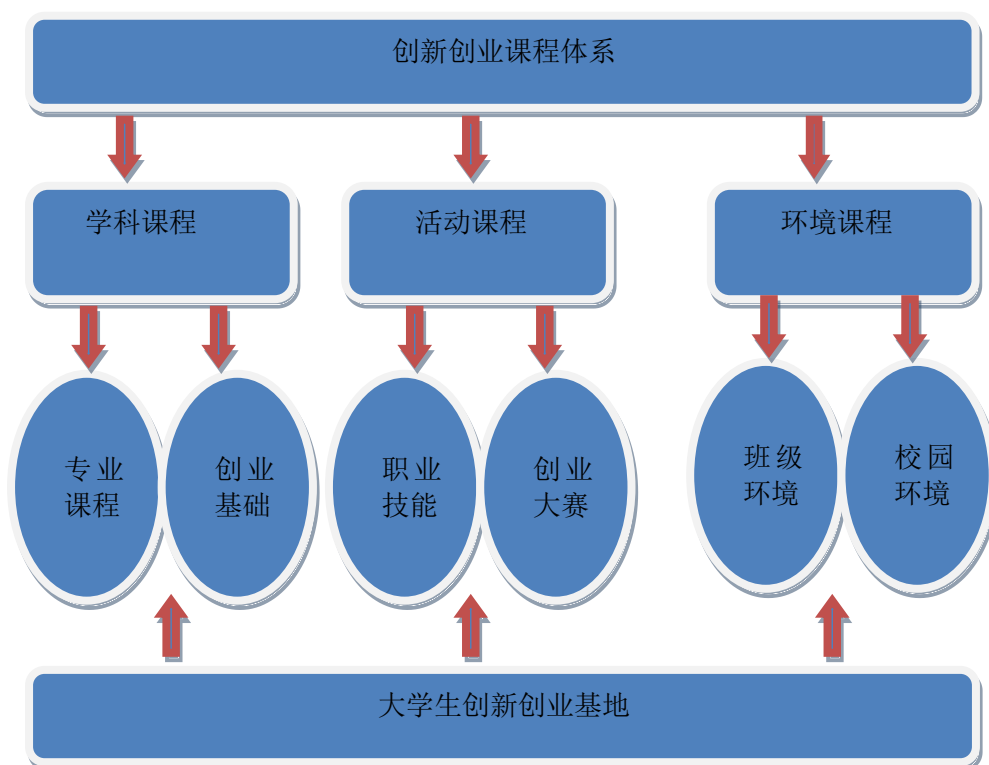 创新创业课程体系
学科课程
活动课程
环境课程
专业
课程
创业
基础
职业
技能
创业
大赛
班级
环境
校园
环境
大学生创新创业基地